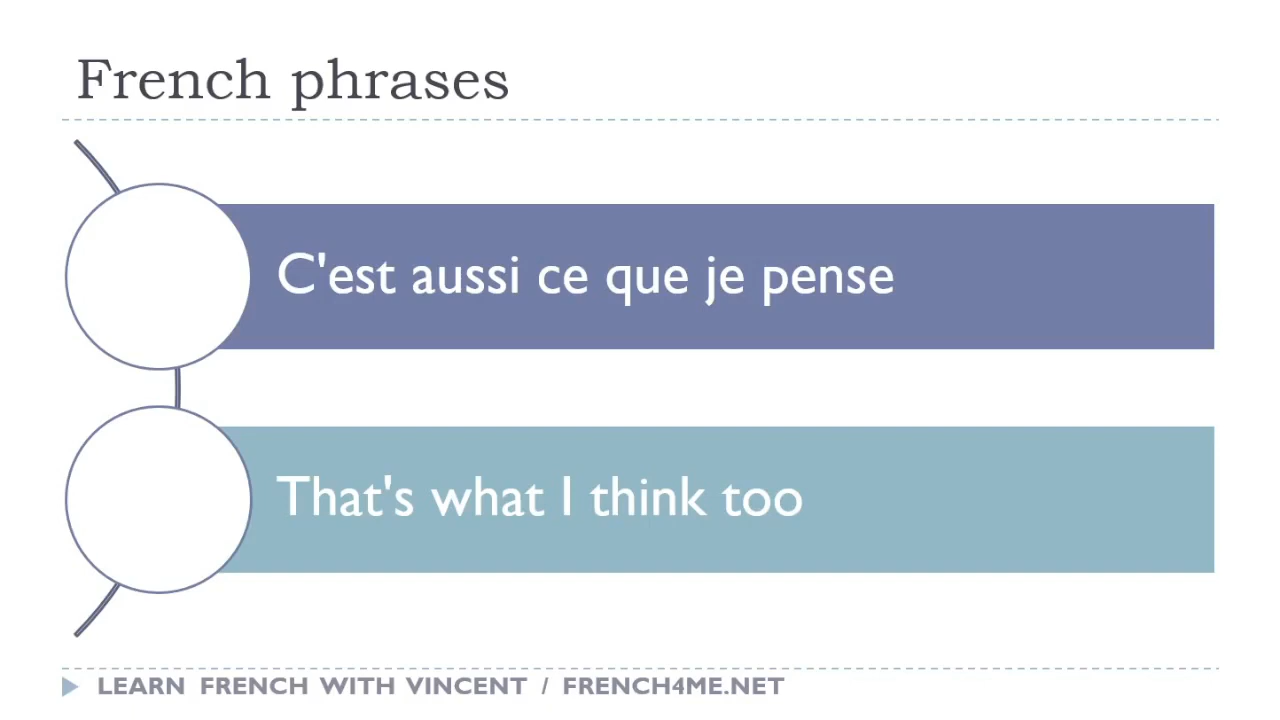 French phrases
C'est aussi ce que je pense
That's what I think too
LEARN FRENCH WITH VINCENT / FRENCH4ME.NET